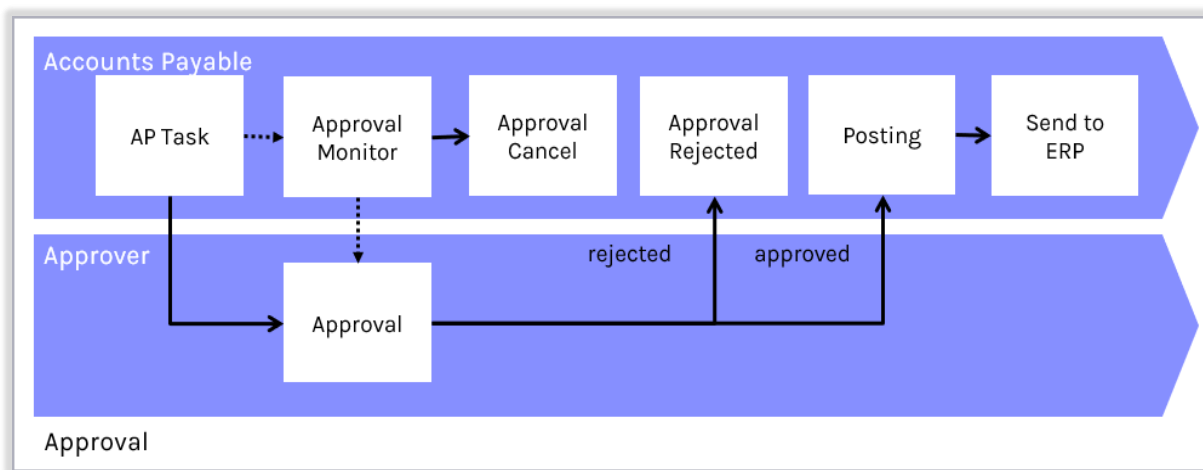 Accounts Payable
AP Task
Approval
Monitor
Approval
Cancel
Approval
Rejected
Posting
Send to
ERP
Approver
rejected
approved
Approval
Approval